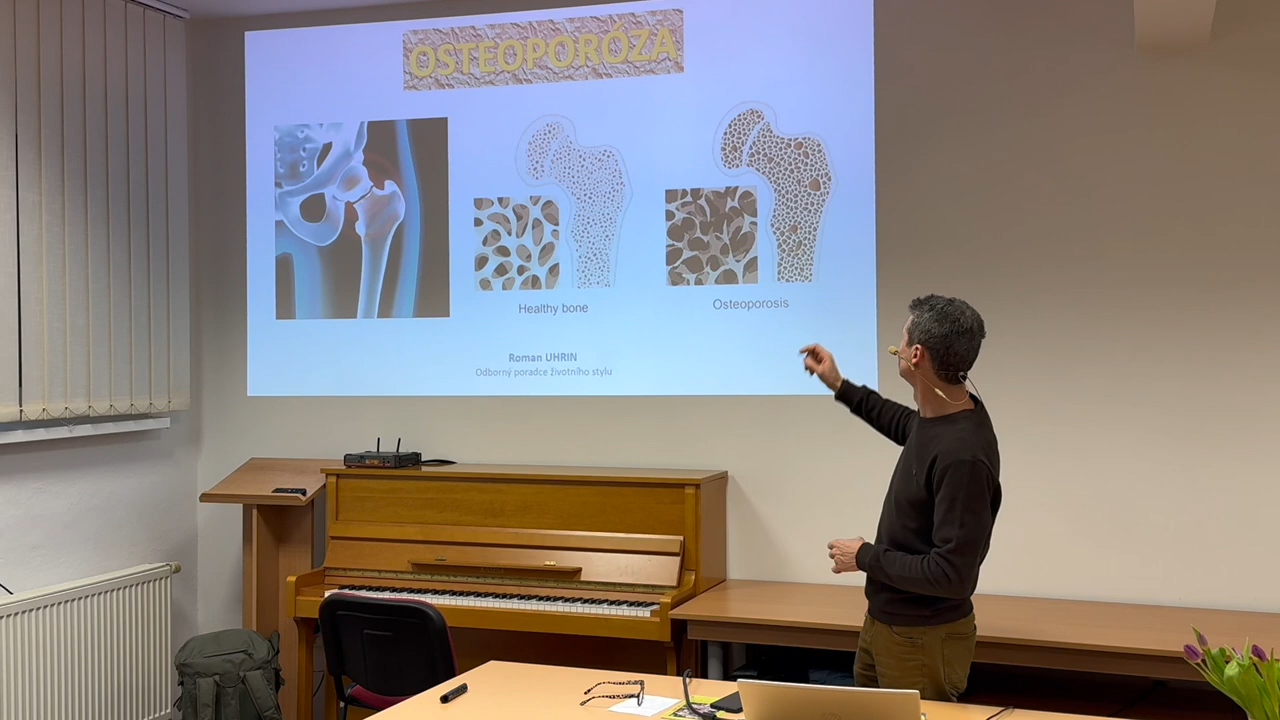 OSTEOPORÓZA
Healthy bone
Osteoporosis
Roman UHRIN
Odborný poradce životního stylu